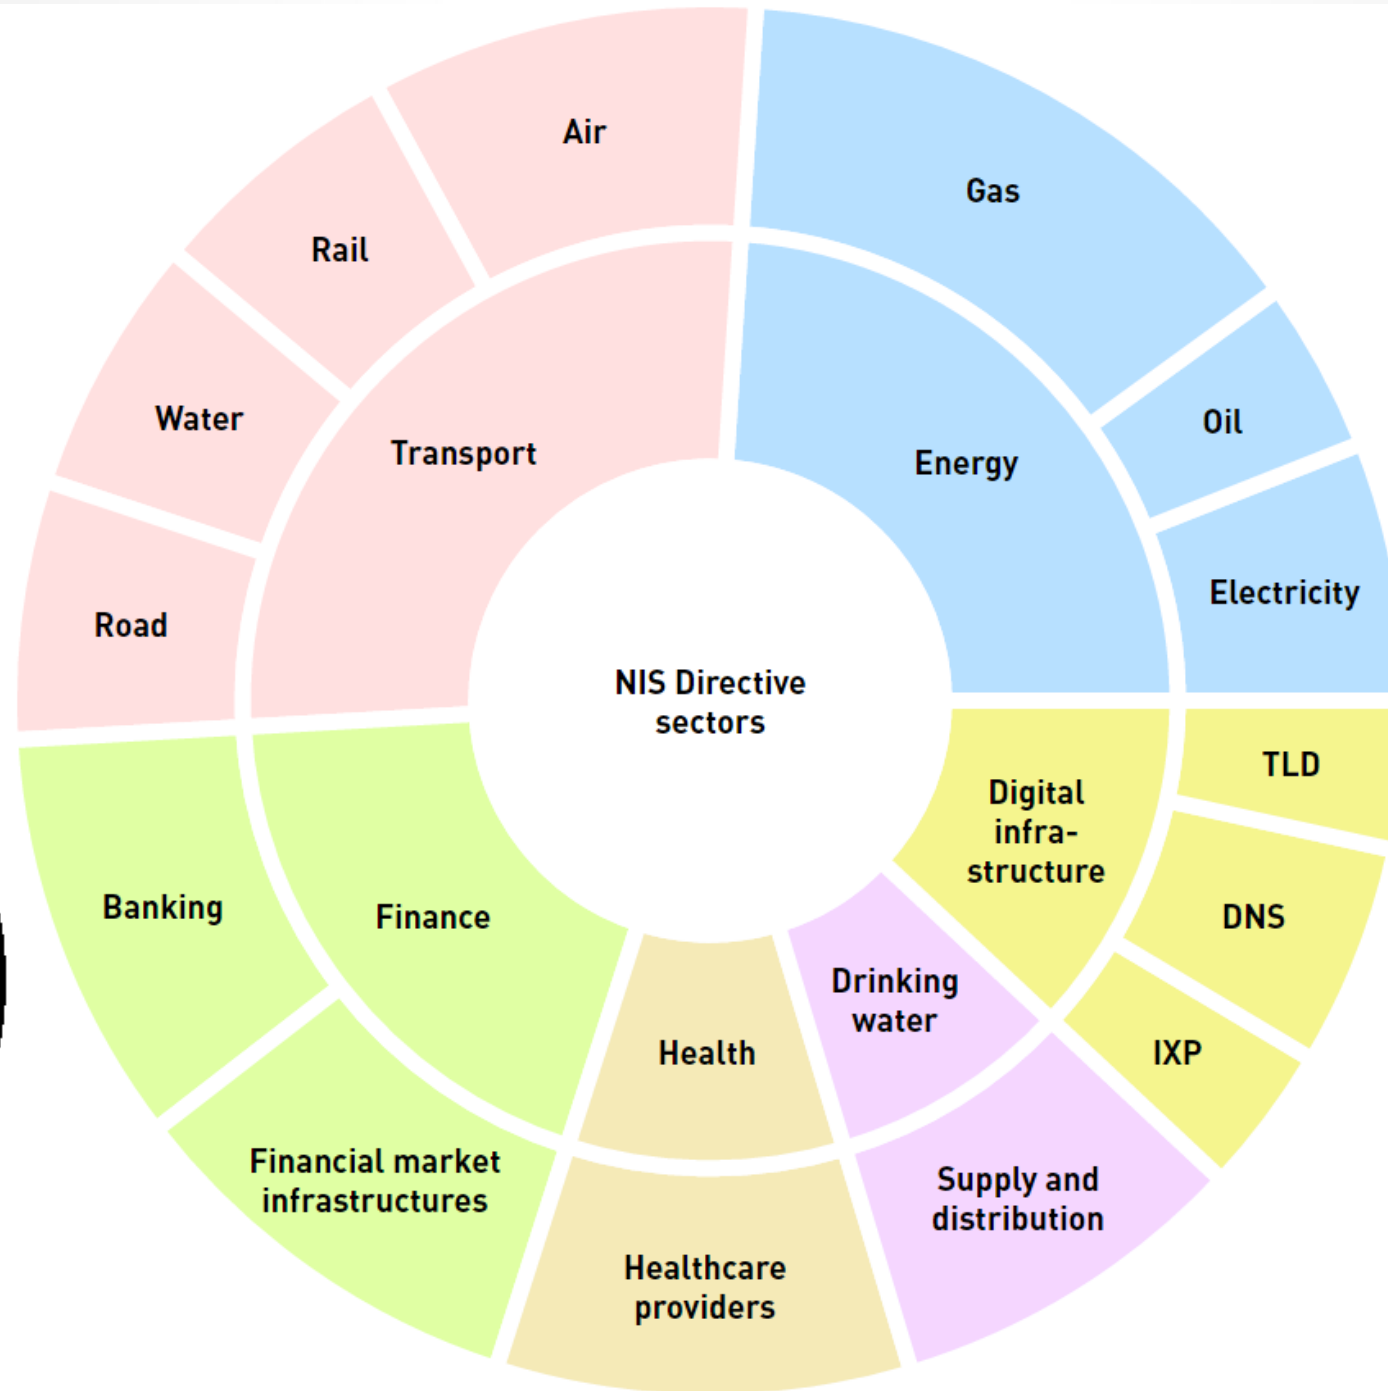 Air
Gas
Rail
Water
Oil
Transport
Energy
Electricity
Road
NIS Directive
sectors
TLD
Digital
infra-
structure
Banking
Finance
DNS
Drinking
water
Health
IXP
Financial market
infrastructures
Supply and
distribution
Healthcare
providers